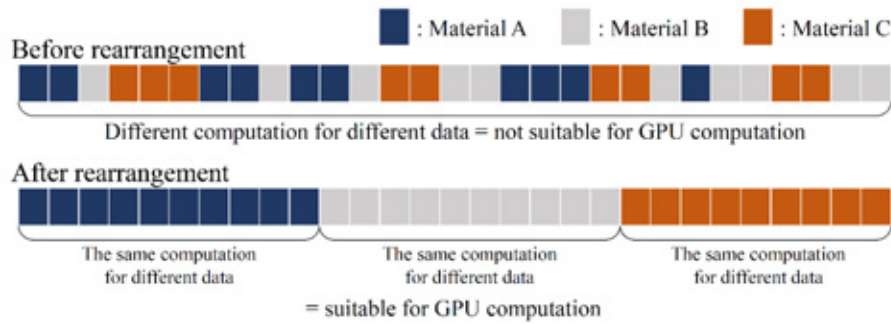 : Material A : Material B : Material C
Before rearrangement
Different computation for different data = not suitable for GPU computation
After rearrangement
The same computation The same computation The same computation
for different data for different data for different data
= suitable for GPU computation